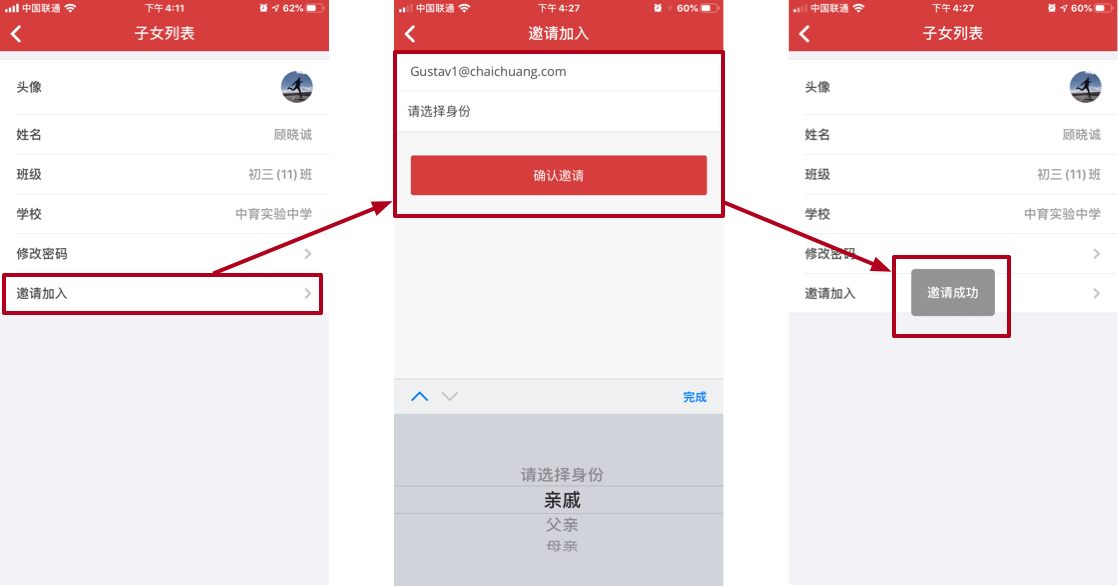 中国联通 下午 4:11 62%
子女列表
头像
姓名 顾晓诚
班级 初三 (11) 班
学校 中育实验中学
修改密码
邀请加入
中国联通 下午 4:27 60%
邀请加入
Gustav1@chaichuang.com
请选择身份
确认邀请
完成
请选择身份
亲戚
父亲
母亲
中国联通 下午 4:27 60%
子女列表
头像
姓名 顾晓诚
班级 初三 (11) 班
学校 中育实验中学
修改密码
邀请加入
邀请成功